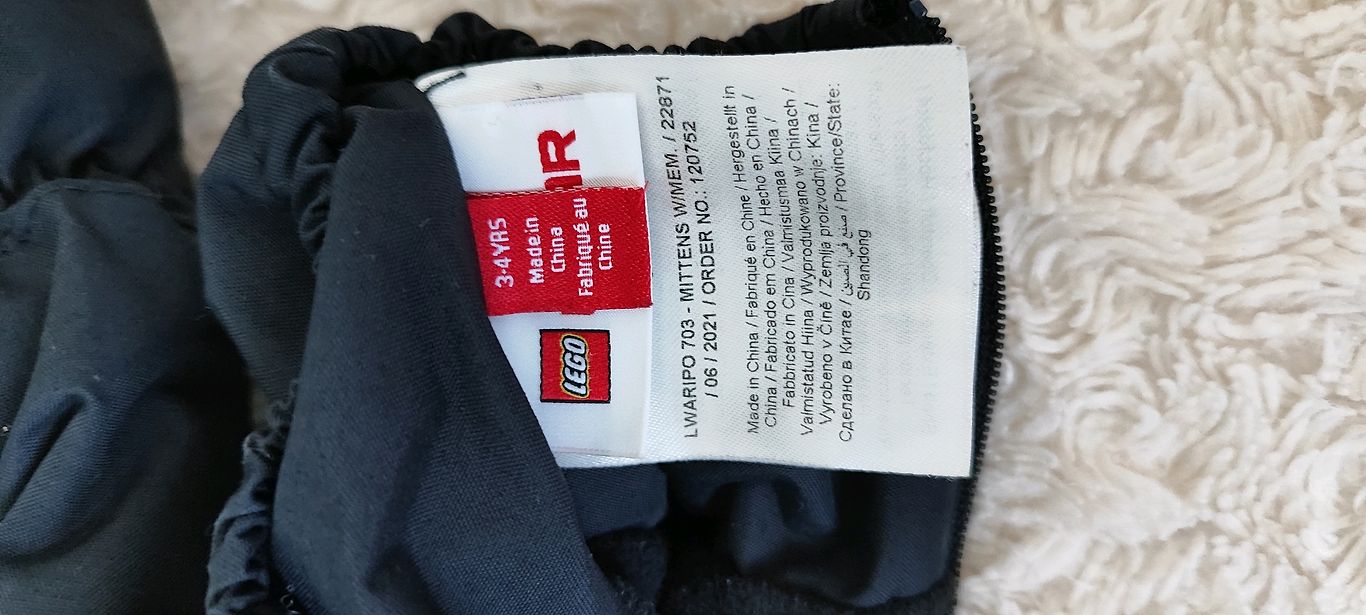 LEGO
3-4 YRS
Made in
China
Fabriqué au
Chine
LWARIPO 703 - MITTENS W/MEM. / 22871
/ 06 / 2021 / ORDER NO.: 120752
Made in China / Fabriqué en Chine / Hergestellt in
China / Fabricado em China / Hecho en China /
Fabbricato in Cina / Valmistusmaa Kiina /
Valmistatud Hiina / Wyprodukowano w Chinach /
Vyrobeno v Číně / Zemlja proizvodnje: Kina /
Сделано в Китае / صنع في الصين / Province/State:
Shandong